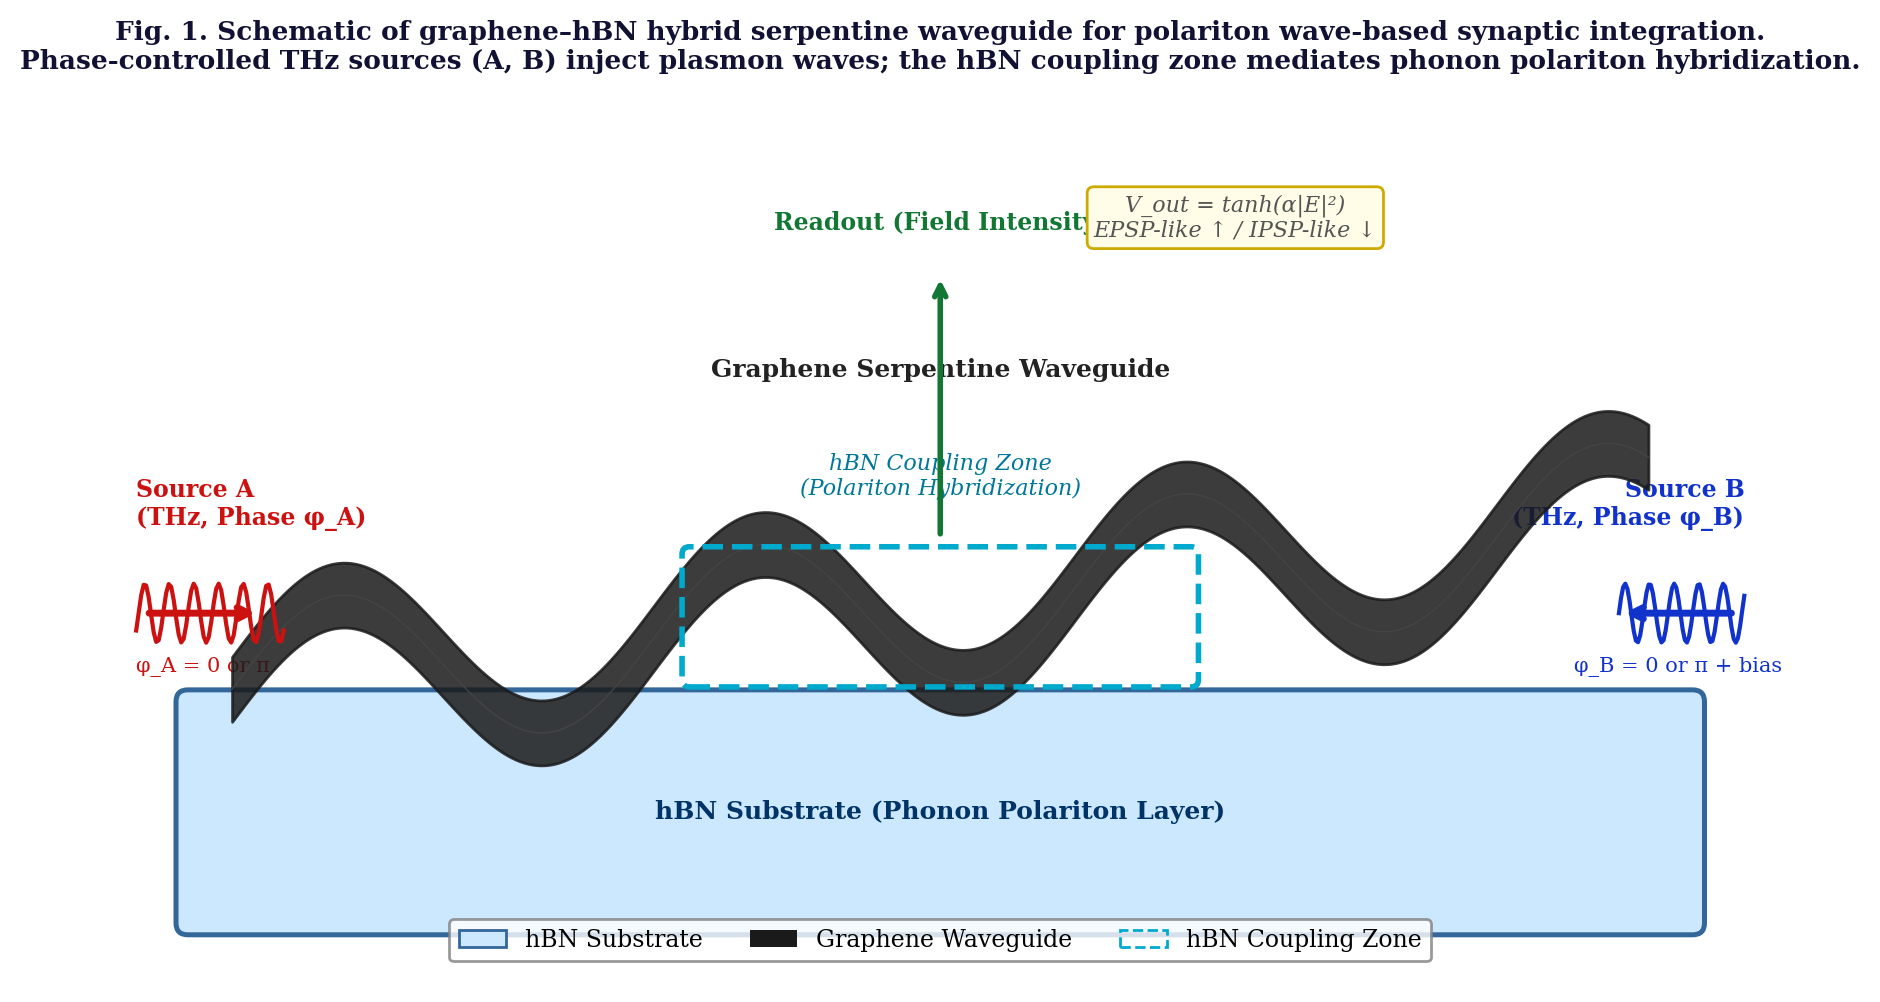 Fig. 1. Schematic of graphene–hBN hybrid serpentine waveguide for polariton wave-based synaptic integration.
Phase-controlled THz sources (A, B) inject plasmon waves; the hBN coupling zone mediates phonon polariton hybridization.
Readout (Field Intensity
V_out = tanh(α|E|²)
EPSP-like ↑ / IPSP-like ↓
Graphene Serpentine Waveguide
hBN Coupling Zone
(Polariton Hybridization)
Source A
(THz, Phase φ_A)
Source B
(THz, Phase φ_B)
φ_A = 0 or π
φ_B = 0 or π + bias
hBN Substrate (Phonon Polariton Layer)
hBN Substrate
Graphene Waveguide
hBN Coupling Zone